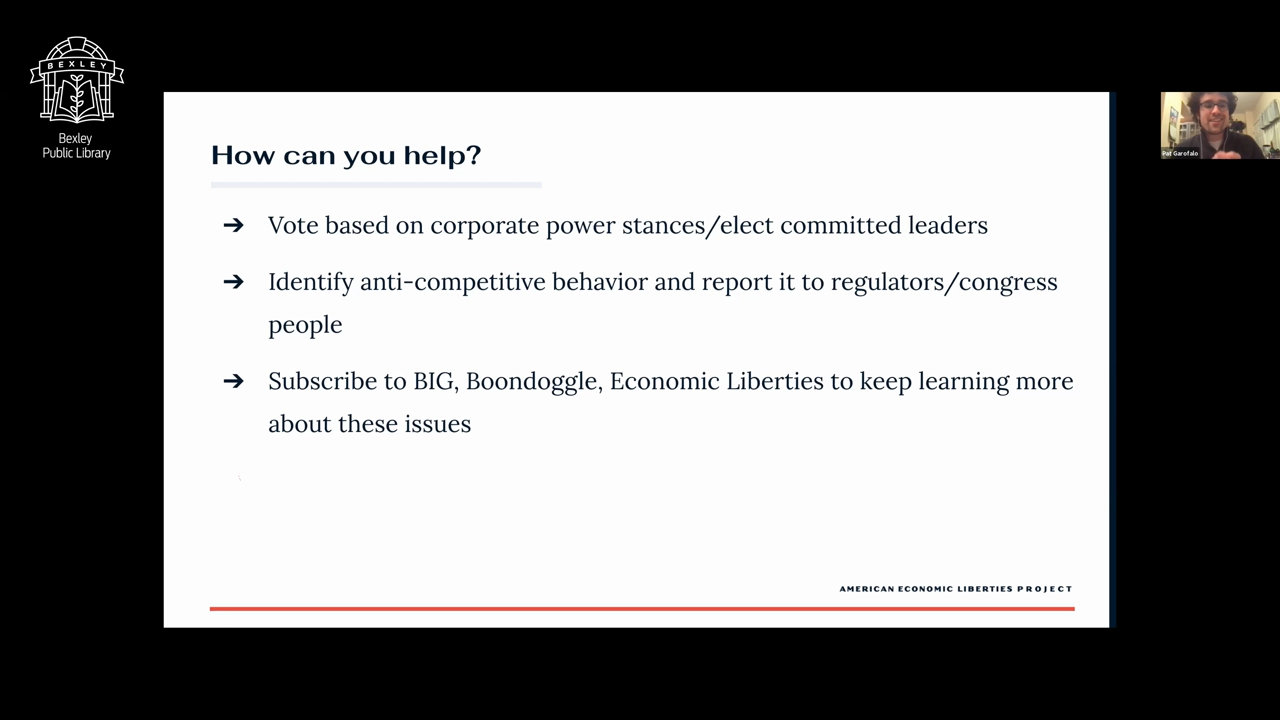 BEXLEY
Bexley
Public Library
How can you help?
➔ Vote based on corporate power stances/elect committed leaders
➔ Identify anti-competitive behavior and report it to regulators/congress
people
➔ Subscribe to BIG, Boondoggle, Economic Liberties to keep learning more
about these issues
AMERICAN ECONOMIC LIBERTIES PROJECT
Pat Garofalo